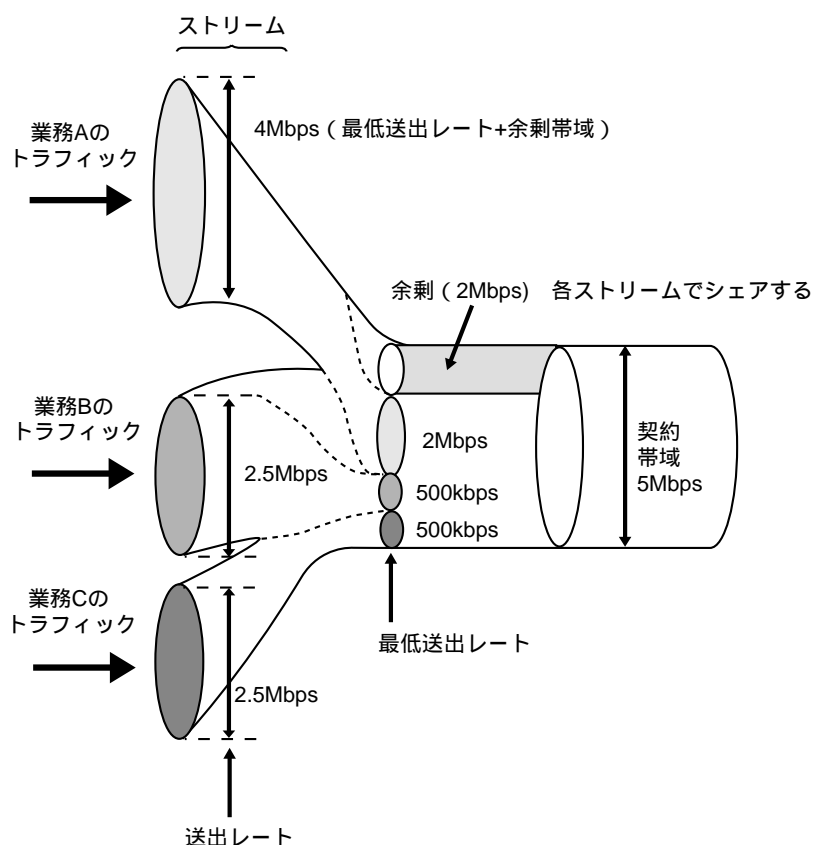 ストリーム
4Mbps（最低送出レート+余剰帯域）
業務Aの
トラフィック
余剰（2Mbps)　各ストリームでシェアする
業務Bの
トラフィック
2.5Mbps
2Mbps
500kbps
500kbps
契約
帯域
5Mbps
業務Cの
トラフィック
最低送出レート
2.5Mbps
送出レート